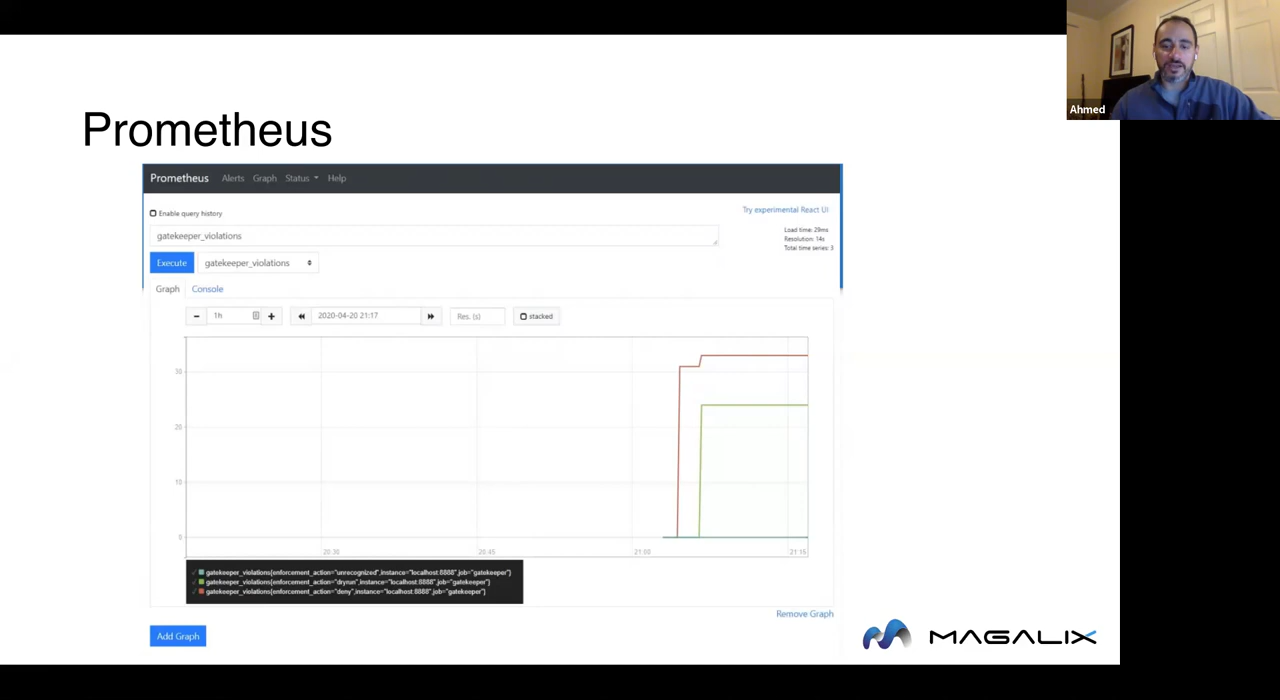 Ahmed
Prometheus
Prometheus Alerts Graph Status Help
Enable query history
Try experimental React UI
gatekeeper_violations
Load time: 29ms
Resolution: 14s
Total time series: 3
Execute gatekeeper_violations
Graph Console
1h 2020-04-20 21:17 Res. (s) stacked
30
20
10
0
20:30 20:45 21:00 21:15
gatekeeper_violations{enforcement_action="unrecognized",instance="localhost:8888",job="gatekeeper"}
gatekeeper_violations{enforcement_action="dryrun",instance="localhost:8888",job="gatekeeper"}
gatekeeper_violations{enforcement_action="deny",instance="localhost:8888",job="gatekeeper"}
Remove Graph
Add Graph
MAGALIX